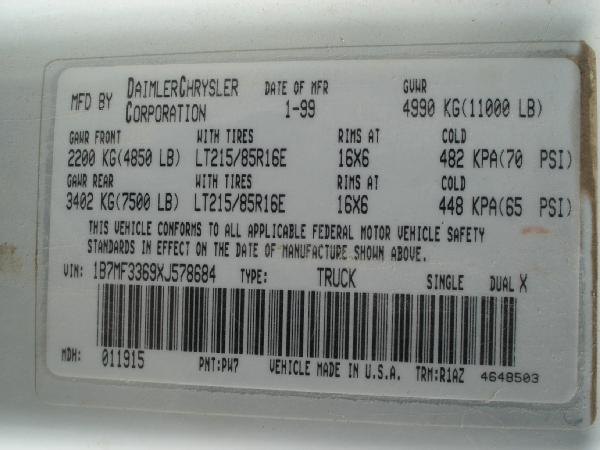 MFD BY DAIMLERCHRYSLER CORPORATION DATE OF MFR 1-99 GVWR 4990 KG(11000 LB)
GAWR FRONT WITH TIRES RIMS AT COLD
2200 KG(4850 LB) LT215/85R16E 16X6 482 KPA(70 PSI)
GAWR REAR WITH TIRES RIMS AT COLD
3402 KG(7500 LB) LT215/85R16E 16X6 448 KPA(65 PSI)
THIS VEHICLE CONFORMS TO ALL APPLICABLE FEDERAL MOTOR VEHICLE SAFETY
STANDARDS IN EFFECT ON THE DATE OF MANUFACTURE SHOWN ABOVE.
VIN: 1B7MF3369XJ578684 TYPE: TRUCK SINGLE DUAL X
MDH: 011915 PNT:PW7 VEHICLE MADE IN U.S.A. TRM:R1AZ 4648503